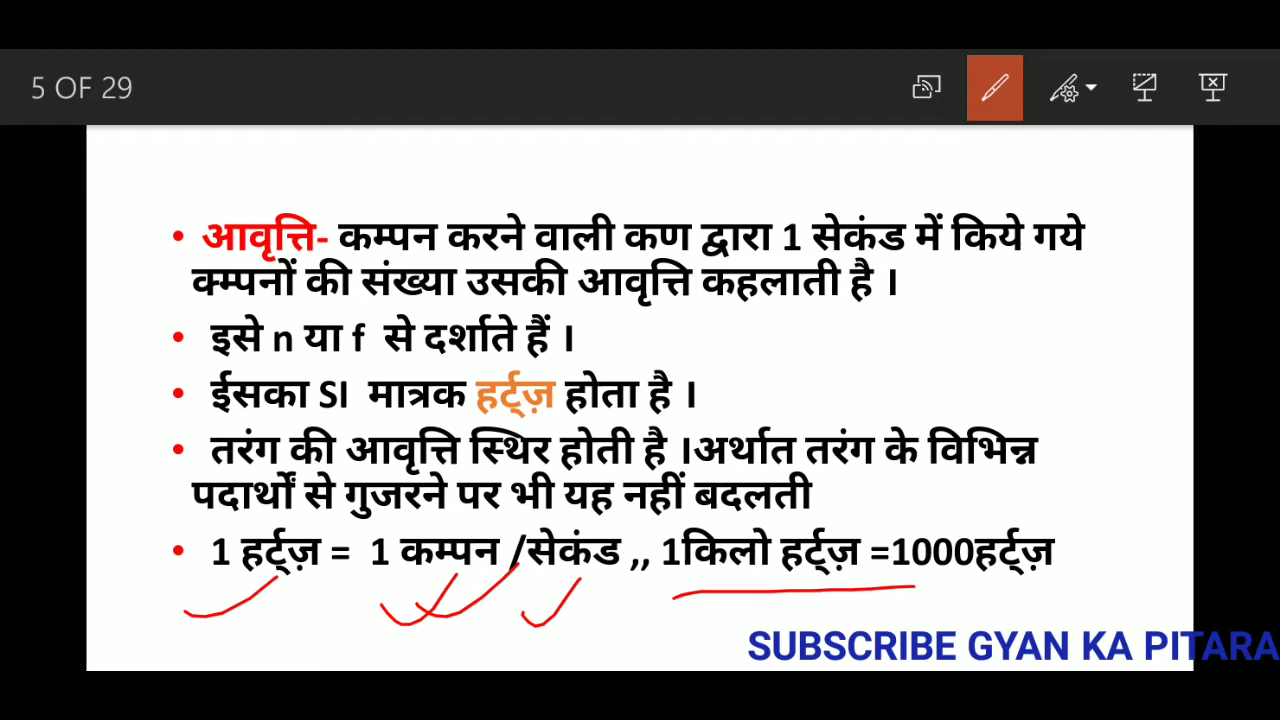 5 OF 29
• आवृत्ति- कम्पन करने वाली कण द्वारा 1 सेकंड में किये गये
क्म्पनों की संख्या उसकी आवृत्ति कहलाती है ।
• इसे n या f से दर्शाते हैं ।
• ईसका SI मात्रक हर्ट्ज़ होता है ।
• तरंग की आवृत्ति स्थिर होती है ।अर्थात तरंग के विभिन्न
पदार्थों से गुजरने पर भी यह नहीं बदलती
• 1 हर्ट्ज़ = 1 कम्पन /सेकंड ,, 1किलो हर्ट्ज़ =1000हर्ट्ज़
SUBSCRIBE GYAN KA PITARA